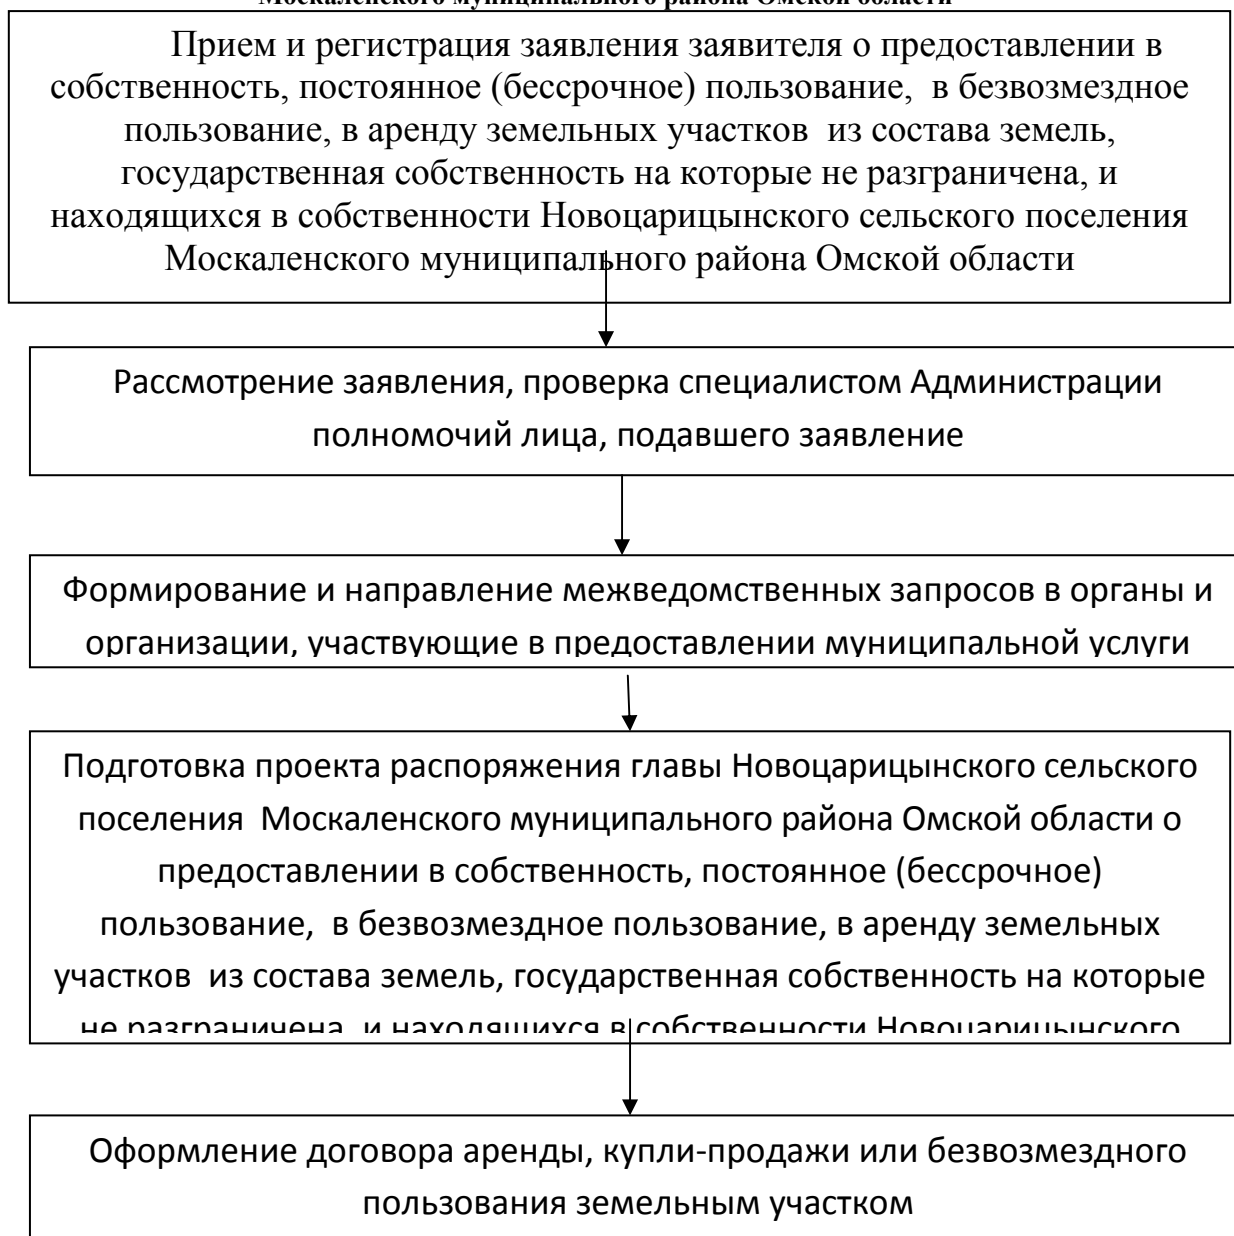 Москаленского муниципального района Омской области
Прием и регистрация заявления заявителя о предоставлении в
собственность, постоянное (бессрочное) пользование, в безвозмездное
пользование, в аренду земельных участков из состава земель,
государственная собственность на которые не разграничена, и
находящихся в собственности Новоцарицынского сельского поселения
Москаленского муниципального района Омской области
Рассмотрение заявления, проверка специалистом Администрации
полномочий лица, подавшего заявление
Формирование и направление межведомственных запросов в органы и
организации, участвующие в предоставлении муниципальной услуги
Подготовка проекта распоряжения главы Новоцарицынского сельского
поселения Москаленского муниципального района Омской области о
предоставлении в собственность, постоянное (бессрочное)
пользование, в безвозмездное пользование, в аренду земельных
участков из состава земель, государственная собственность на которые
не разграничена, и находящихся в собственности Новоцарицынского
Оформление договора аренды, купли-продажи или безвозмездного
пользования земельным участком